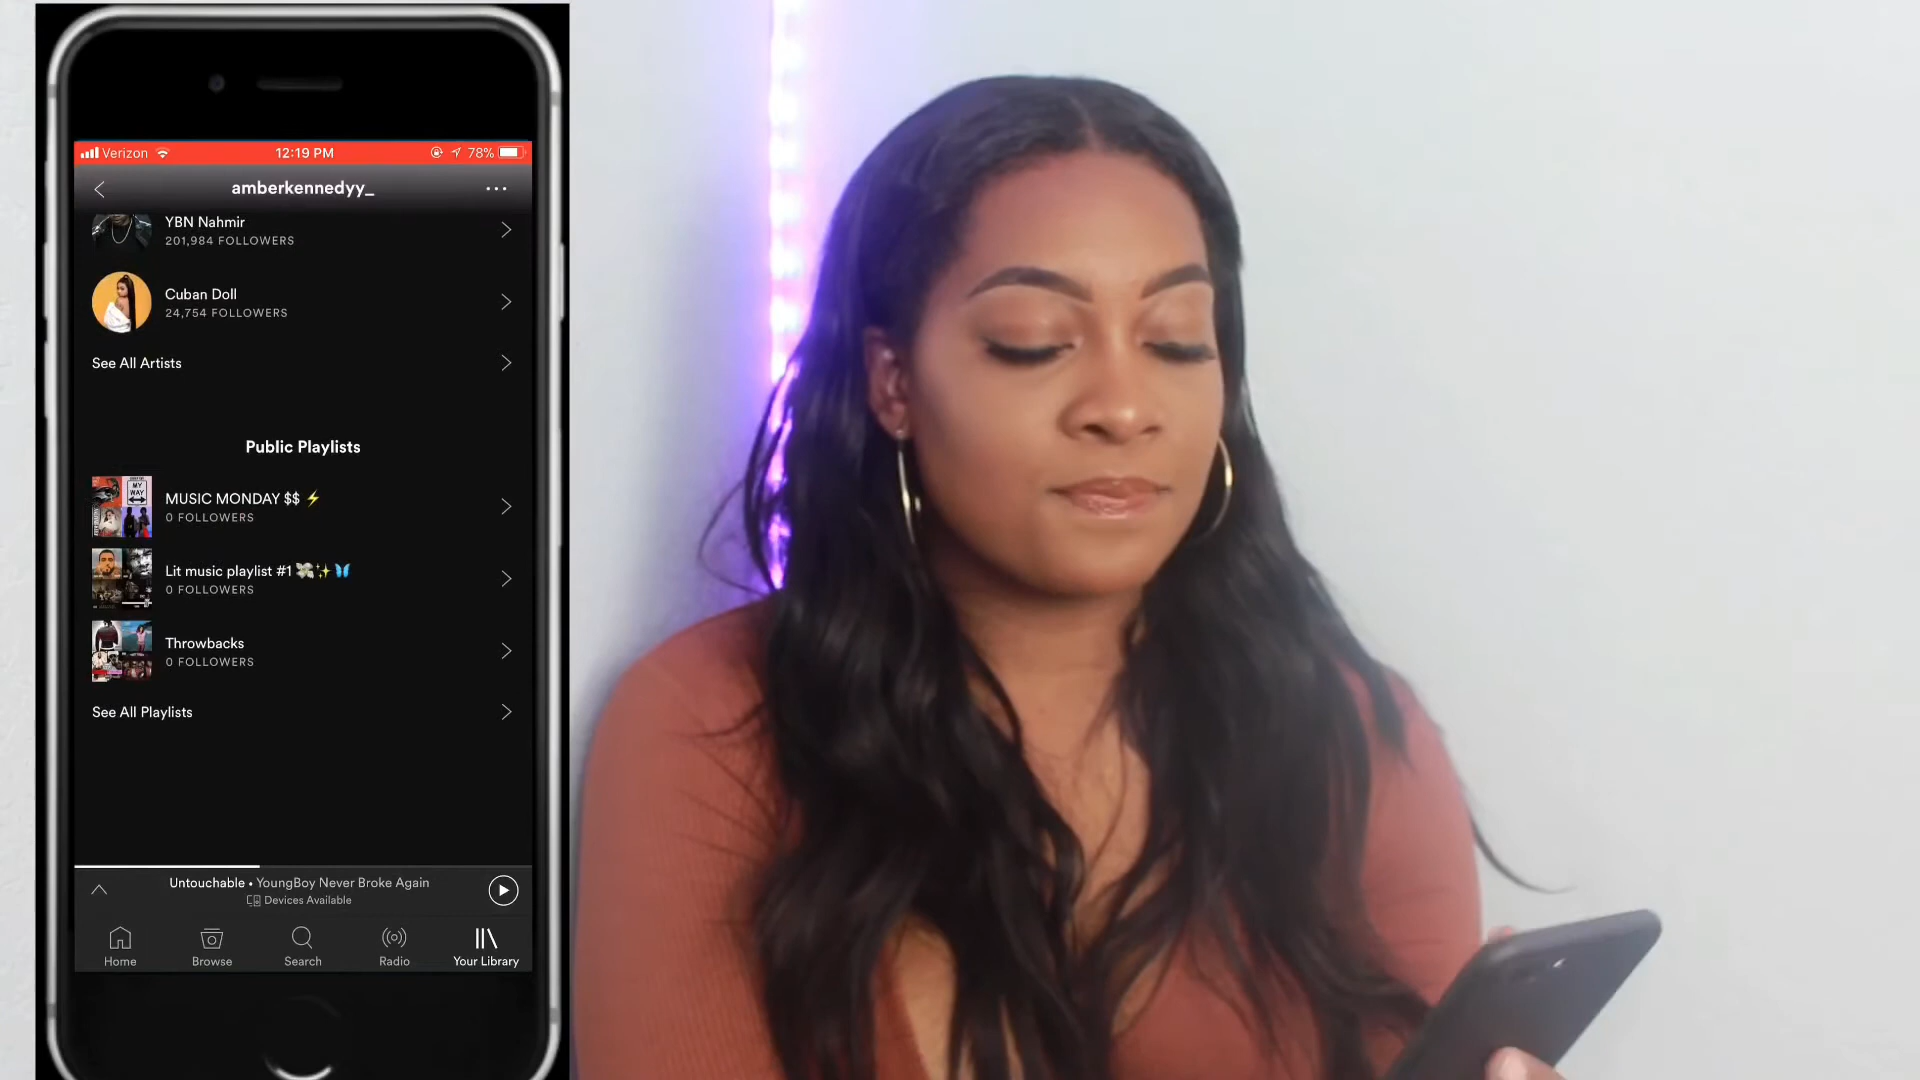 Verizon 12:19 PM 78%
amberkennedyy_
YBN Nahmir
201,984 FOLLOWERS
Cuban Doll
24,754 FOLLOWERS
See All Artists
Public Playlists
MY
WAY
MUSIC MONDAY $$ ⚡
0 FOLLOWERS
Lit music playlist #1 💸✨🦋
0 FOLLOWERS
Throwbacks
0 FOLLOWERS
See All Playlists
Untouchable • YoungBoy Never Broke Again
Devices Available
Home Browse Search Radio Your Library